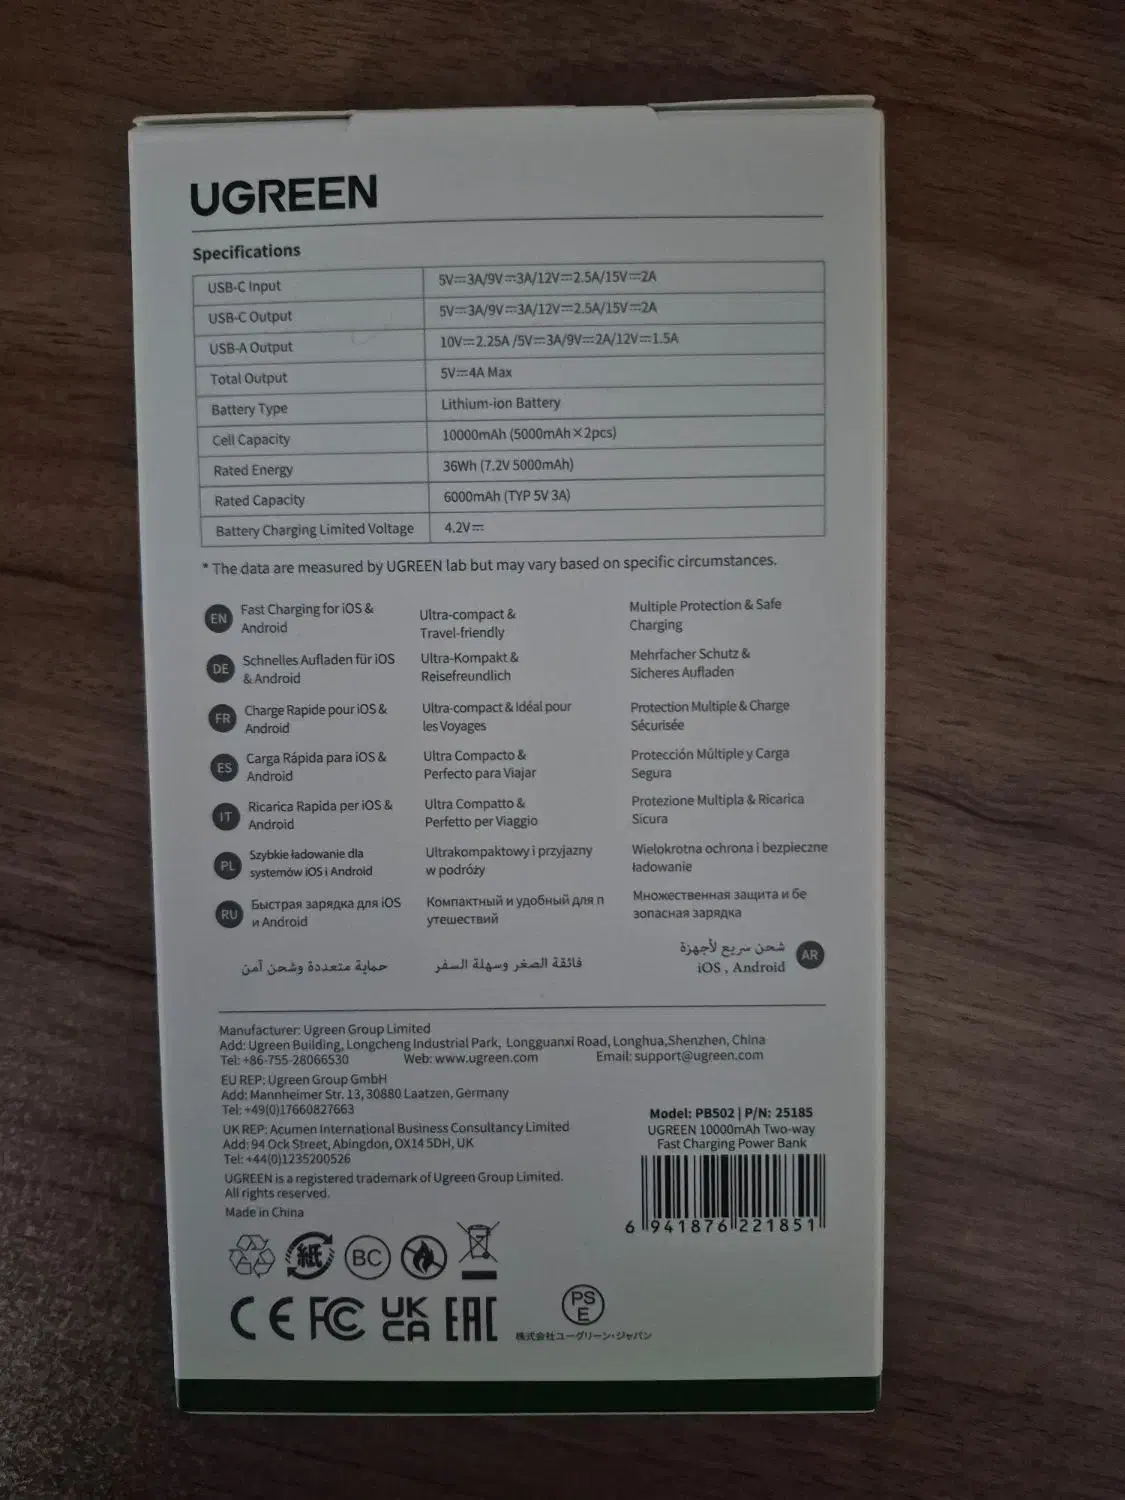 UGREEN
Specifications
USB-C Input 5V⎓3A/9V⎓3A/12V⎓2.5A/15V⎓2A
USB-C Output 5V⎓3A/9V⎓3A/12V⎓2.5A/15V⎓2A
USB-A Output 10V⎓2.25A /5V⎓3A/9V⎓2A/12V⎓1.5A
Total Output 5V⎓4A Max
Battery Type Lithium-ion Battery
Cell Capacity 10000mAh (5000mAh×2pcs)
Rated Energy 36Wh (7.2V 5000mAh)
Rated Capacity 6000mAh (TYP 5V 3A)
Battery Charging Limited Voltage 4.2V⎓
* The data are measured by UGREEN lab but may vary based on specific circumstances.
EN
Fast Charging for iOS &
Android
Ultra-compact &
Travel-friendly
Multiple Protection & Safe
Charging
DE
Schnelles Aufladen für iOS
& Android
Ultra-Kompakt &
Reisefreundlich
Mehrfacher Schutz &
Sicheres Aufladen
FR
Charge Rapide pour iOS &
Android
Ultra-compact & Idéal pour
les Voyages
Protection Multiple & Charge
Sécurisée
ES
Carga Rápida para iOS &
Android
Ultra Compacto &
Perfecto para Viajar
Protección Múltiple y Carga
Segura
IT
Ricarica Rapida per iOS &
Android
Ultra Compatto &
Perfetto per Viaggio
Protezione Multipla & Ricarica
Sicura
PL
Szybkie ładowanie dla
systemów iOS i Android
Ultrakompaktowy i przyjazny
w podróży
Wielokrotna ochrona i bezpieczne
ładowanie
RU
Быстрая зарядка для iOS
и Android
Компактный и удобный для п
утешествий
Множественная защита и бе
зопасная зарядка
AR
شحن سريع لأجهزة
iOS , Android
فائقة الصغر وسهلة السفر
حماية متعددة وشحن آمن
Manufacturer: Ugreen Group Limited
Add: Ugreen Building, Longcheng Industrial Park, Longguanxi Road, Longhua,Shenzhen, China
Tel: +86-755-28066530 Web: www.ugreen.com Email: support@ugreen.com
EU REP: Ugreen Group GmbH
Add: Mannheimer Str. 13, 30880 Laatzen, Germany
Tel: +49(0)17660827663
UK REP: Acumen International Business Consultancy Limited
Add: 94 Ock Street, Abingdon, OX14 5DH, UK
Tel: +44(0)1235200526
UGREEN is a registered trademark of Ugreen Group Limited.
All rights reserved.
Made in China
Model: PB502 | P/N: 25185
UGREEN 10000mAh Two-way
Fast Charging Power Bank
6 941876 221851
紙
BC
CE FC UK CA EAC
PS E
株式会社ユーグリーン・ジャパン